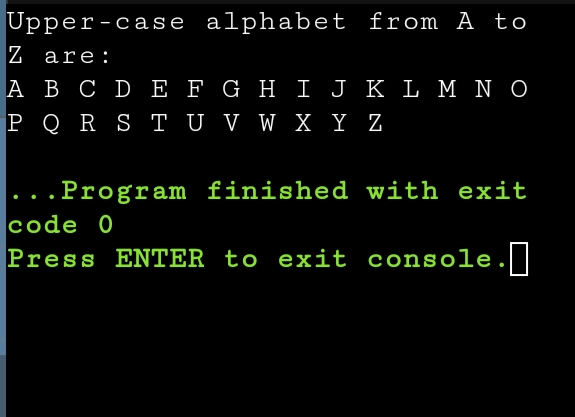 Upper-case alphabet from A to
Z are:
A B C D E F G H I J K L M N O
P Q R S T U V W X Y Z
...Program finished with exit
code 0
Press ENTER to exit console.